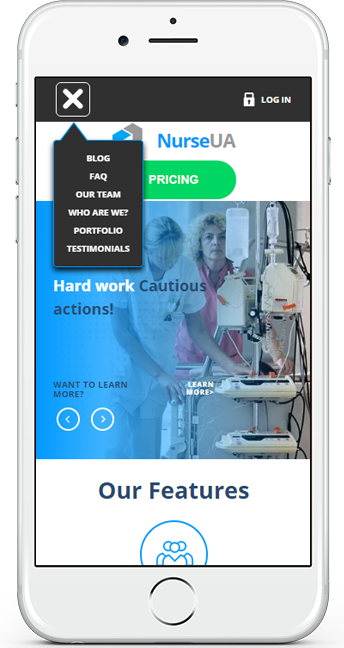 LOG IN
NurseUA
PRICING
BLOG
FAQ
OUR TEAM
WHO ARE WE?
PORTFOLIO
TESTIMONIALS
Hard work Cautious
actions!
WANT TO LEARN
MORE?
LEARN
MORE>
Our Features